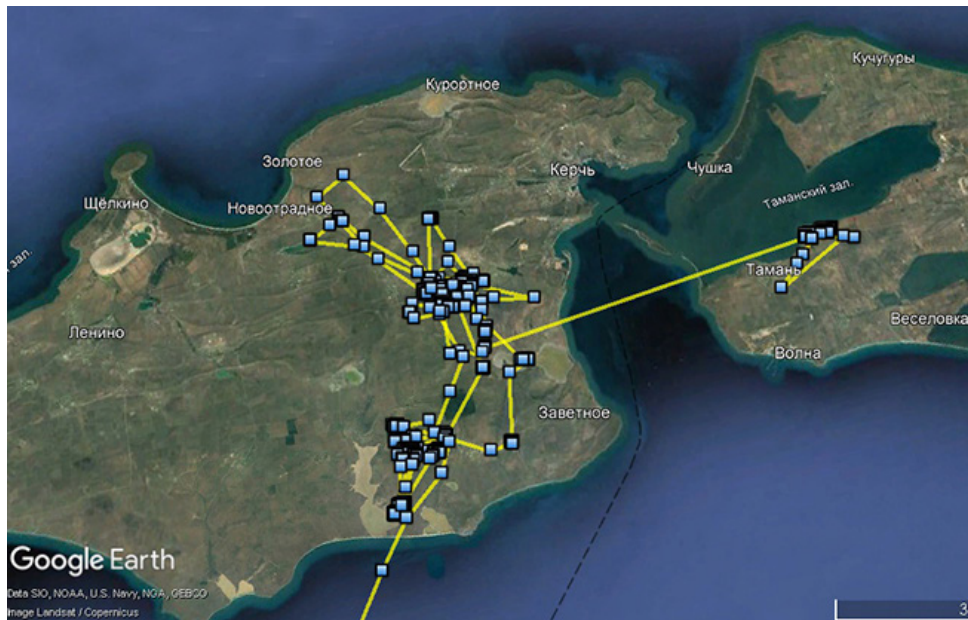 Кучугуры
Курортное
Золотое
Керчь
Чушка
Щёлкино
Новоотрадное
Таманский зал.
зал.
Тамань
Ленино
Веселовка
Волна
Заветное
Google Earth
Data SIO, NOAA, U.S. Navy, NGA, GEBCO
Image Landsat / Copernicus
3